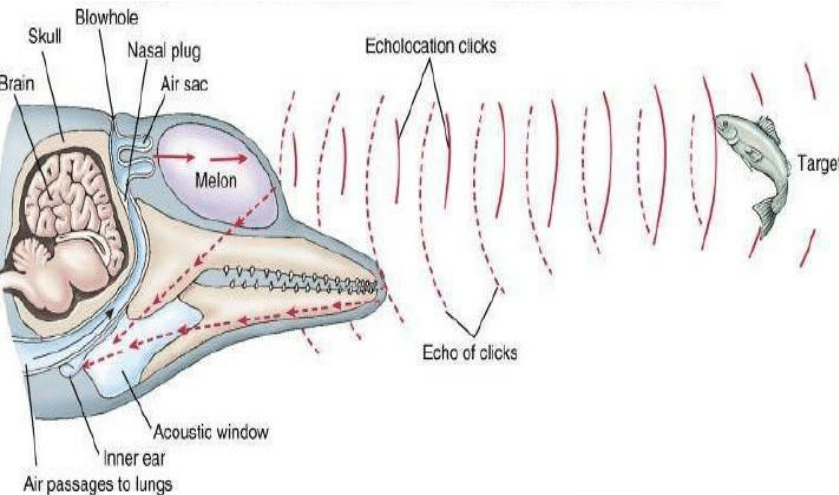 Blowhole
Skull
Nasal plug
Brain
Air sac
Echolocation clicks
Melon
Targe
Echo of clicks
Acoustic window
Inner ear
Air passages to lungs